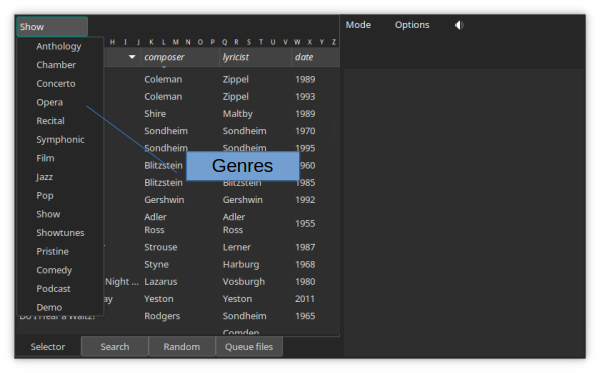 Show
Mode Options
H I J K L M N O P Q R S T U V W X Y Z
Anthology
Chamber
Concerto
Opera
Recital
Symphonic
Film
Jazz
Pop
Show
Showtunes
Pristine
Comedy
Podcast
Demo
composer lyricist date
Coleman Zippel 1989
Coleman Zippel 1993
Shire Maltby 1989
Sondheim Sondheim 1970
Sondheim Sondheim 1995
Blitzstein 960
Blitzstein Blitzstein 1985
Gershwin Gershwin 1992
Adler Adler 1955
Ross Ross
Strouse Lerner 1987
Styne Harburg 1968
Night ... Lazarus Vosburgh 1980
ay Yeston Yeston 2011
Do I Hear a Waltz? Rodgers Sondheim 1965
Comden
Genres
Selector Search Random Queue files